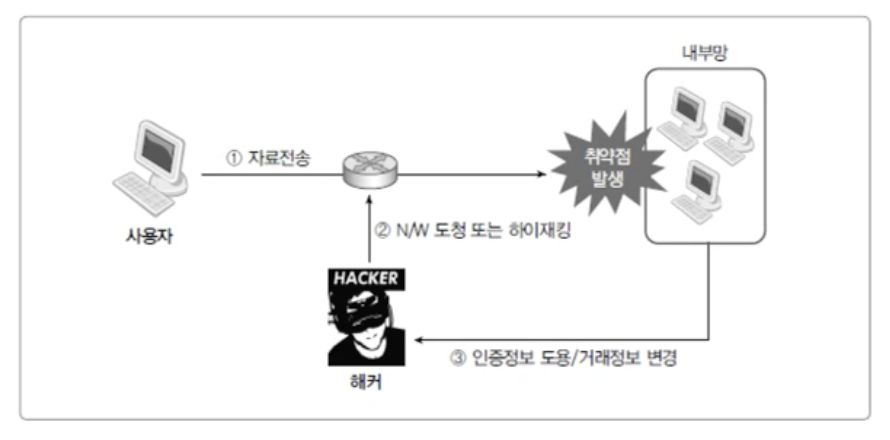 내부망
① 자료전송
취약점
발생
사용자
② N/W 도청 또는 하이재킹
HACKER
③ 인증정보 도용/거래정보 변경
해커